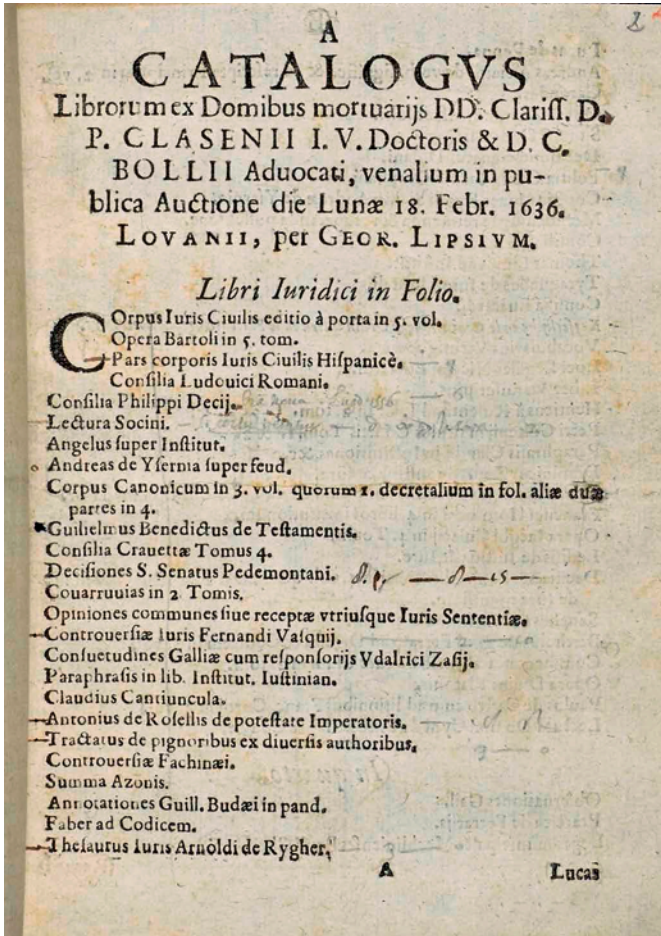 2
A
CATALOGVS
Librorum ex Domibus mortuarijs DD. Clariſſ. D.
P. CLASENII I. V. Doctoris & D. C.
BOLLII Aduocati, venalium in pu-
blica Auctione die Lunæ 18. Febr. 1636.
LOVANII, per GEOR. LIPSIVM.
Libri Iuridici in Folio.
COrpus Iuris Ciuilis editio à porta in 5. vol.
Opera Bartoli in 5. tom.
Pars corporis Iuris Ciuilis Hiſpanicè.
Conſilia Ludouici Romani.
Conſilia Philippi Decij.
Lectura Socini.
Angelus ſuper Inſtitut.
Andreas de Yſernia ſuper feud.
Corpus Canonicum in 3. vol. quorum 1. decretalium in fol. aliæ duæ
partes in 4.
Guilielmus Benedictus de Teſtamentis.
Conſilia Crauettæ Tomus 4.
Deciſiones S. Senatus Pedemontani.
Couarruuias in 2 Tomis.
Opiniones communes ſiue receptæ vtriuſque Iuris Sententiæ.
Controuerſiæ Iuris Fernandi Vaſquij.
Conſuetudines Galliæ cum reſponſorijs Vdalrici Zaſij.
Paraphraſis in lib. Inſtitut. Iuſtinian.
Claudius Cantiuncula.
Antonius de Roſellis de poteſtate Imperatoris.
Tractatus de pignoribus ex diuerſis authoribus.
Controuerſiæ Fachinæi.
Summa Azonis.
Annotationes Guill. Budæi in pand.
Faber ad Codicem.
Theſaurus Iuris Arnoldi de Rygher.
A
Lucas